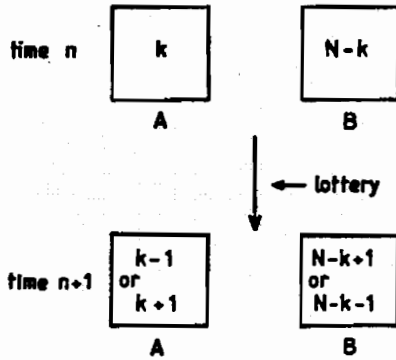 time n
k
N-k
A
B
lottery
time n+1
k-1
or
k+1
N-k+1
or
N-k-1
A
B